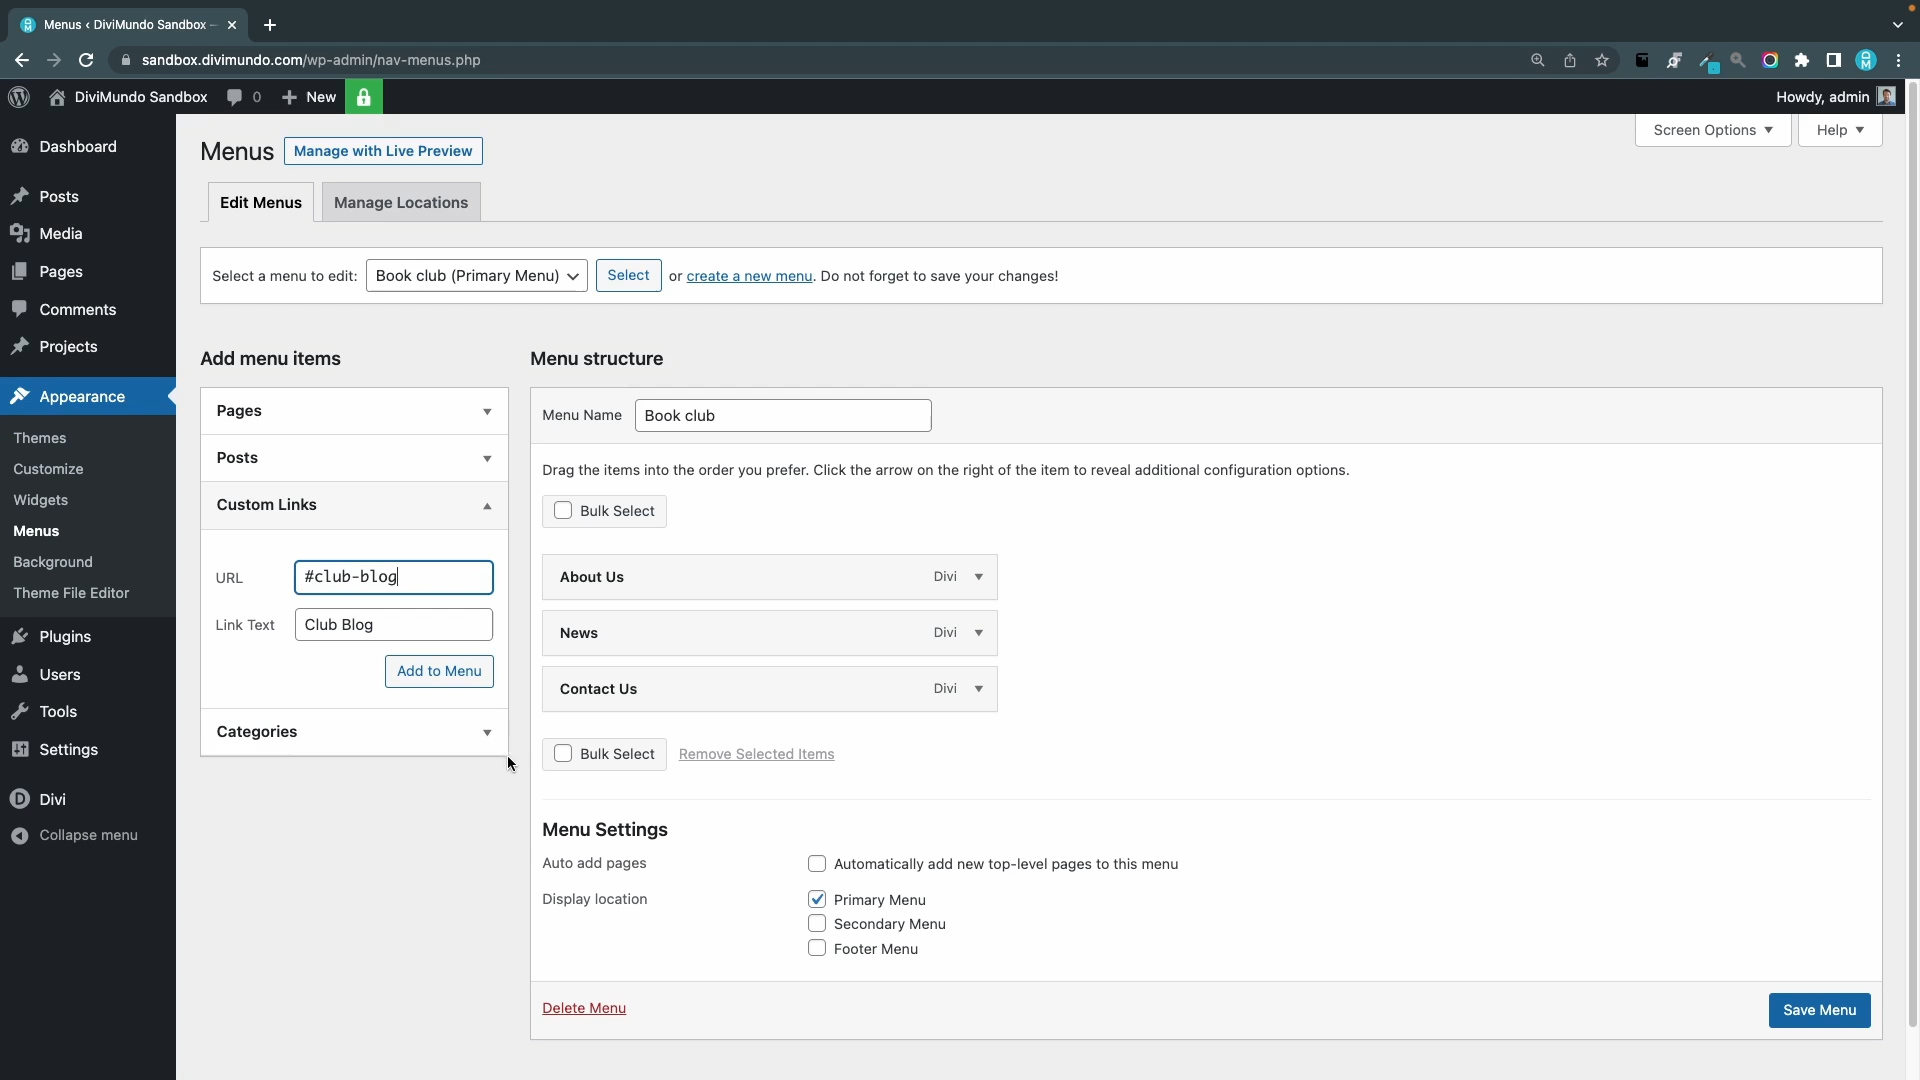 Menus ‹ DiviMundo Sandbox –
sandbox.divimundo.com/wp-admin/nav-menus.php
DiviMundo Sandbox
0
New
Howdy, admin
Dashboard
Posts
Media
Pages
Comments
Projects
Appearance
Themes
Customize
Widgets
Menus
Background
Theme File Editor
Plugins
Users
Tools
Settings
Divi
Collapse menu
Screen Options
Help
Menus
Manage with Live Preview
Edit Menus
Manage Locations
Select a menu to edit: Book club (Primary Menu) Select or create a new menu. Do not forget to save your changes!
Add menu items
Pages
Posts
Custom Links
URL #club-blog
Link Text Club Blog
Add to Menu
Categories
Menu structure
Menu Name Book club
Drag the items into the order you prefer. Click the arrow on the right of the item to reveal additional configuration options.
Bulk Select
About Us Divi
News Divi
Contact Us Divi
Bulk Select Remove Selected Items
Menu Settings
Auto add pages Automatically add new top-level pages to this menu
Display location Primary Menu
Secondary Menu
Footer Menu
Delete Menu
Save Menu